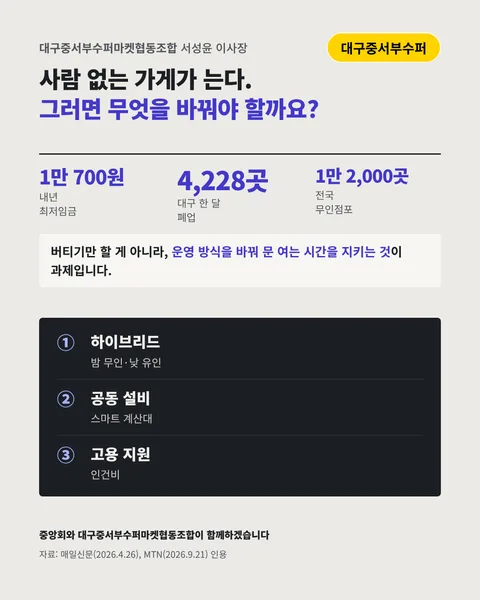 대구중서부수퍼마켓협동조합 서성윤 이사장
대구중서부수퍼
사람 없는 가게가 는다.
그러면 무엇을 바꿔야 할까요?
1만 700원
내년
최저임금
4,228곳
대구 한 달
폐업
1만 2,000곳
전국
무인점포
버티기만 할 게 아니라, 운영 방식을 바꿔 문 여는 시간을 지키는 것이
과제입니다.
① 하이브리드
밤 무인·낮 유인
② 공동 설비
스마트 계산대
③ 고용 지원
인건비
중앙회와 대구중서부수퍼마켓협동조합이 함께하겠습니다
자료: 매일신문(2026.4.26), MTN(2026.9.21) 인용